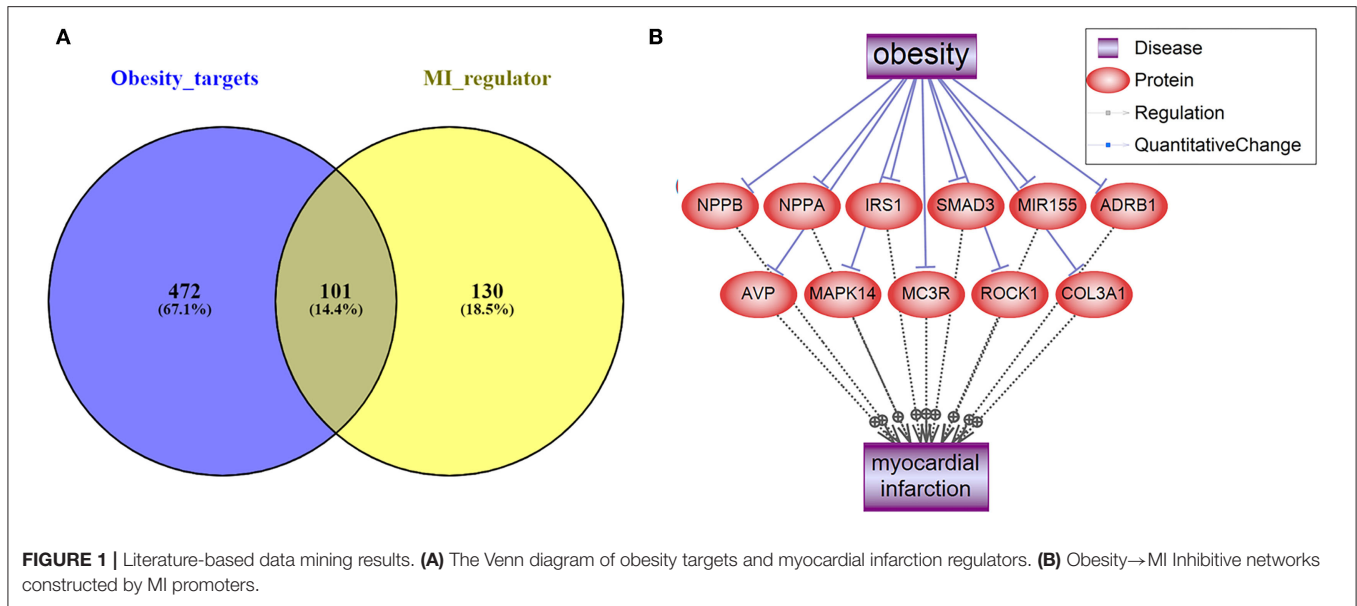 A
Obesity_targets
MI_regulator
472
(67.1%)
101
(14.4%)
130
(18.5%)
B
obesity
Disease
Protein
Regulation
QuantitativeChange
NPPB
NPPA
IRS1
SMAD3
MIR155
ADRB1
AVP
MAPK14
MC3R
ROCK1
COL3A1
myocardial
infarction
FIGURE 1 | Literature-based data mining results. (A) The Venn diagram of obesity targets and myocardial infarction regulators. (B) Obesity→MI Inhibitive networks
constructed by MI promoters.